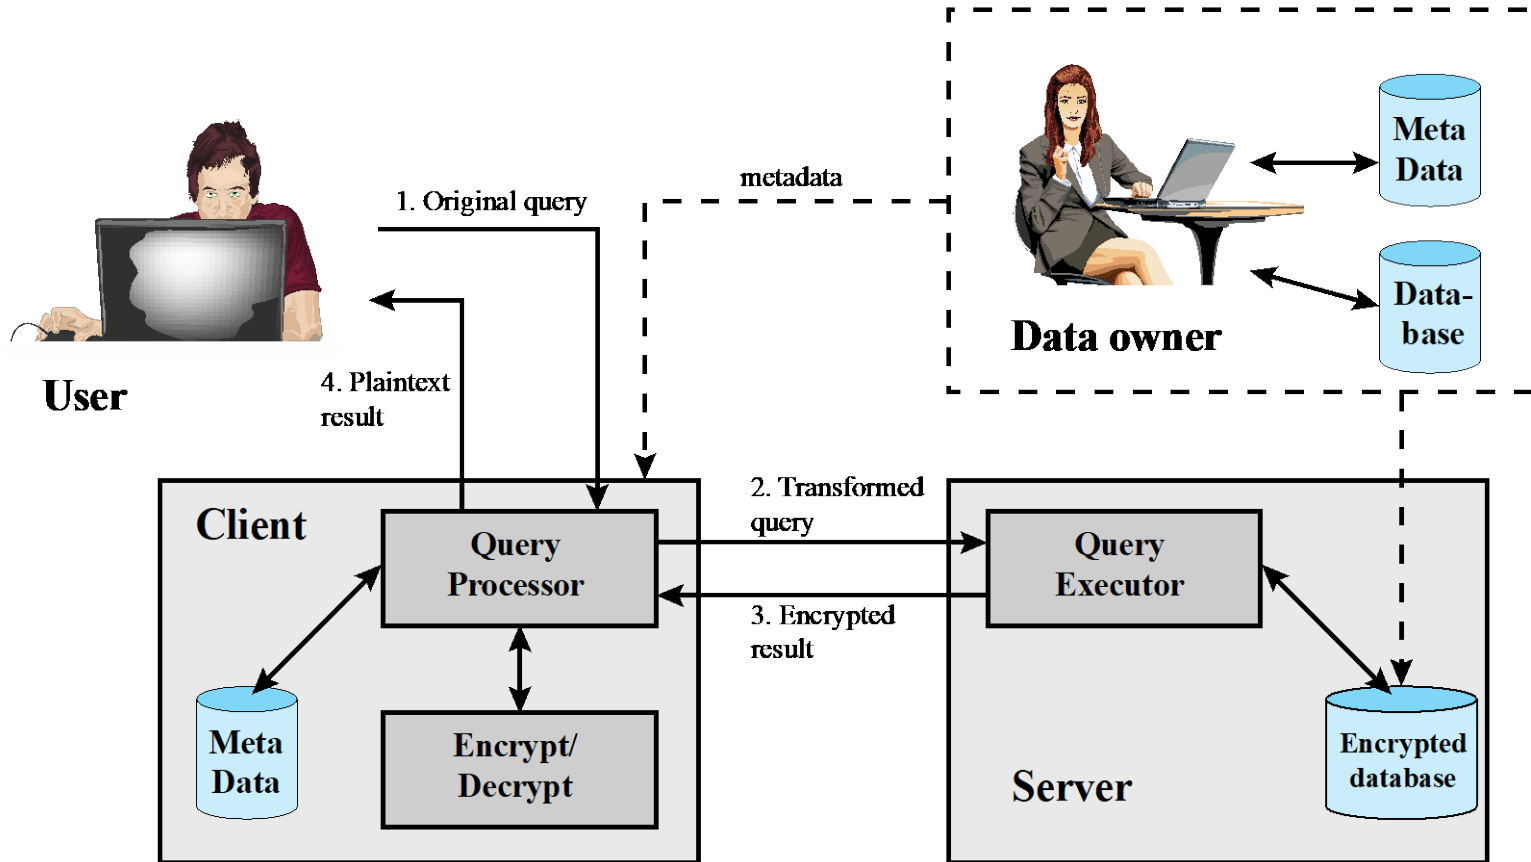 Meta
Data
metadata
1. Original query
Data-
base
Data owner
4. Plaintext
result
User
2. Transformed
query
Client
Query
Processor
Query
Executor
3. Encrypted
result
Meta
Data
Encrypt/
Decrypt
Encrypted
database
Server